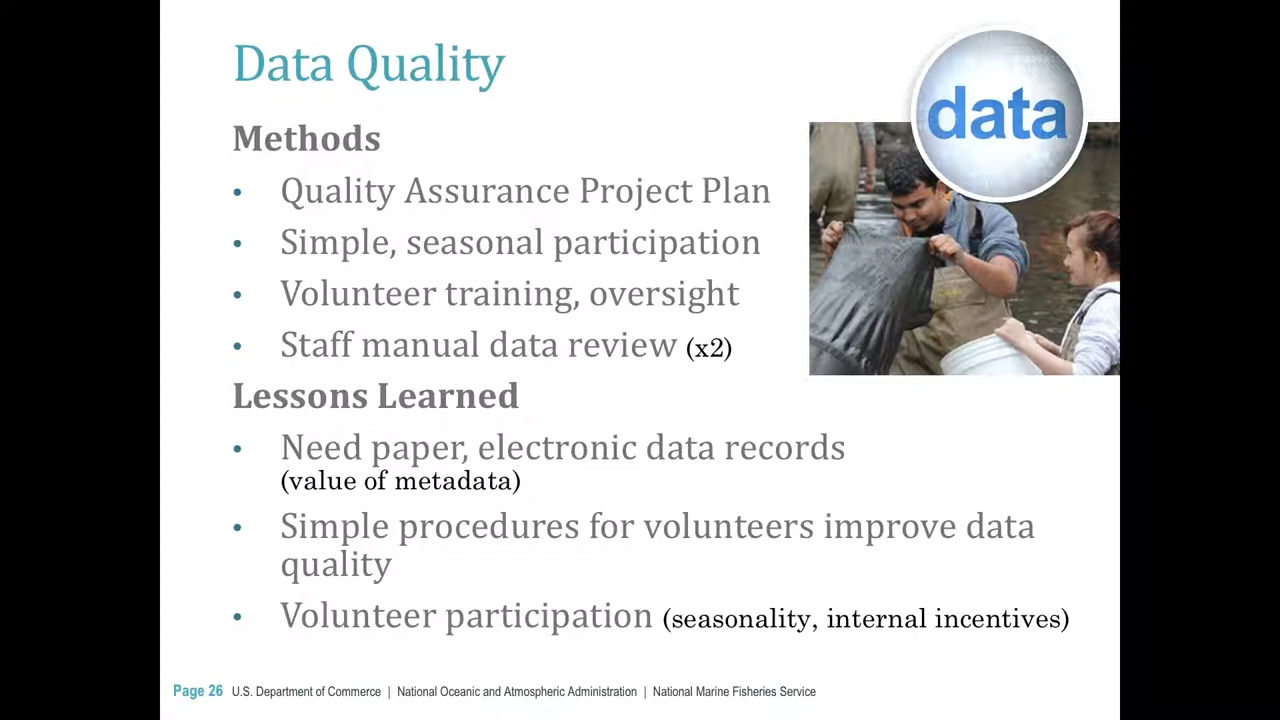 Data Quality
data
Methods
• Quality Assurance Project Plan
• Simple, seasonal participation
• Volunteer training, oversight
• Staff manual data review (x2)
Lessons Learned
• Need paper, electronic data records
(value of metadata)
• Simple procedures for volunteers improve data
quality
• Volunteer participation (seasonality, internal incentives)
Page 26 U.S. Department of Commerce | National Oceanic and Atmospheric Administration | National Marine Fisheries Service